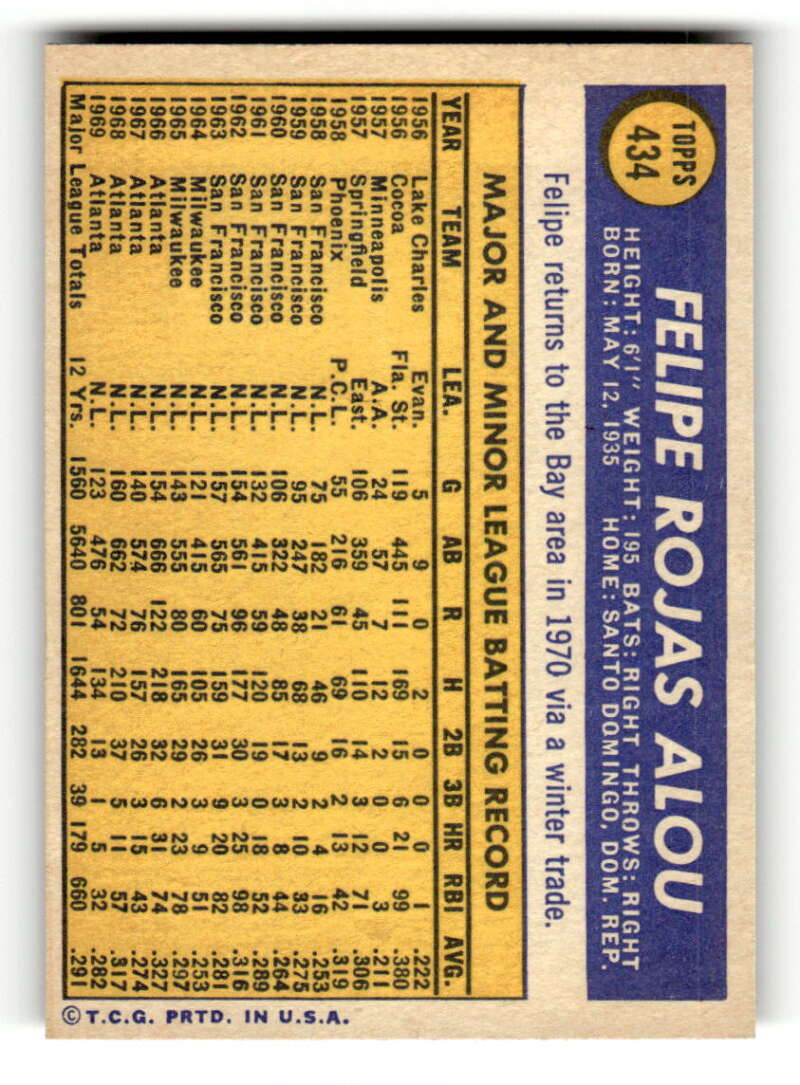 TOPPS
434
FELIPE ROJAS ALOU
HEIGHT: 6'1" WEIGHT: 195 BATS: RIGHT THROWS: RIGHT
BORN: MAY 12, 1935 HOME: SANTO DOMINGO, DOM. REP.
Felipe returns to the Bay area in 1970 via a winter trade.
MAJOR AND MINOR LEAGUE BATTING RECORD
YEAR TEAM LEA. G AB R H 2B 3B HR RBI AVG.
1956 Lake Charles Evan. 5 9 0 2 0 0 0 1 .222
1956 Cocoa Fla. St. 119 445 111 169 15 6 21 99 .380
1957 Minneapolis A.A. 24 57 7 12 2 0 0 3 .211
1957 Springfield East. 106 359 45 110 14 3 12 71 .306
1958 Phoenix P.C.L. 55 216 61 69 16 2 13 42 .319
1958 San Francisco N.L. 75 182 21 46 9 2 4 16 .253
1959 San Francisco N.L. 95 247 38 68 13 2 10 33 .275
1960 San Francisco N.L. 106 322 48 85 17 3 8 44 .264
1961 San Francisco N.L. 132 415 59 120 19 0 18 52 .289
1962 San Francisco N.L. 154 561 96 177 30 3 25 98 .316
1963 San Francisco N.L. 157 565 75 159 31 9 20 82 .281
1964 Milwaukee N.L. 121 415 60 105 26 3 9 51 .253
1965 Milwaukee N.L. 143 555 80 165 29 2 23 78 .297
1966 Atlanta N.L. 154 666 122 218 32 6 31 74 .327
1967 Atlanta N.L. 140 574 76 157 26 3 15 43 .274
1968 Atlanta N.L. 160 662 72 210 37 5 11 57 .317
1969 Atlanta N.L. 123 476 54 134 13 1 5 32 .282
Major League Totals 12 Yrs. 1560 5640 801 1644 282 39 179 660 .291
© T.C.G. PRTD. IN U.S.A.